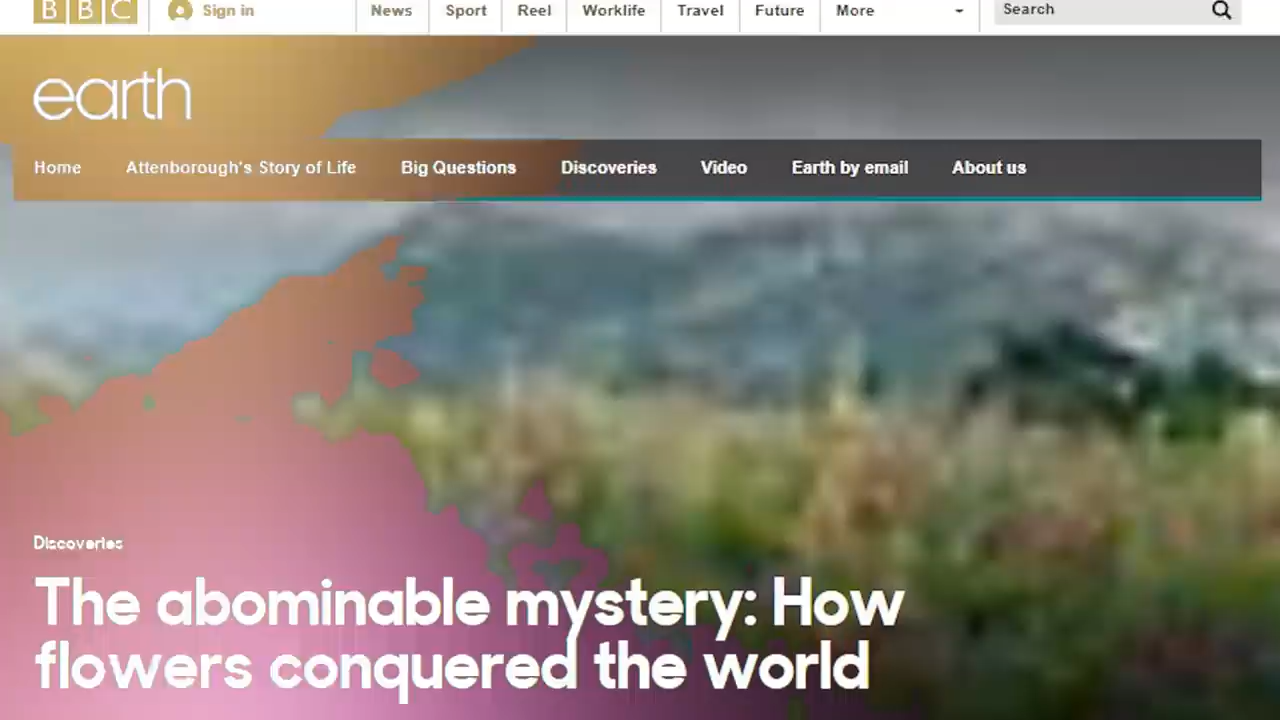 BBC Sign in News Sport Reel Worklife Travel Future More Search
earth
Home Attenborough's Story of Life Big Questions Discoveries Video Earth by email About us
Discoveries
The abominable mystery: How
flowers conquered the world